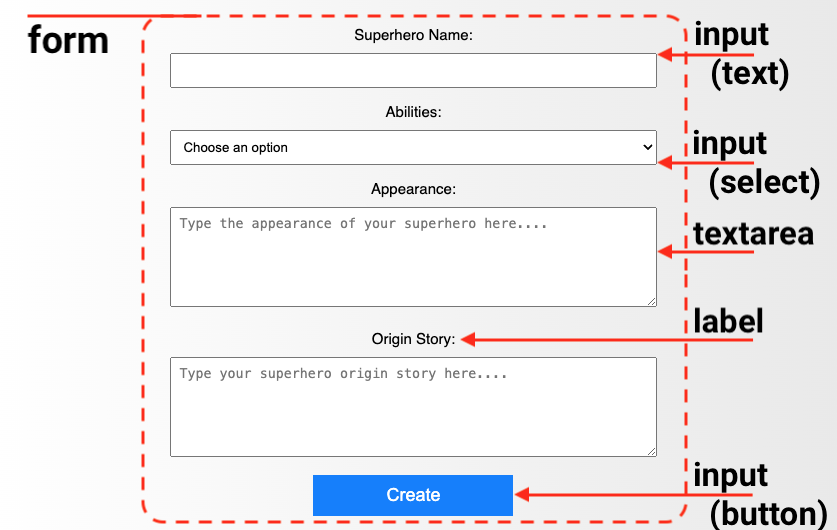 form
Superhero Name:
input
(text)
Abilities:
Choose an option
input
(select)
Appearance:
Type the appearance of your superhero here....
textarea
label
Origin Story:
Type your superhero origin story here....
Create
input
(button)